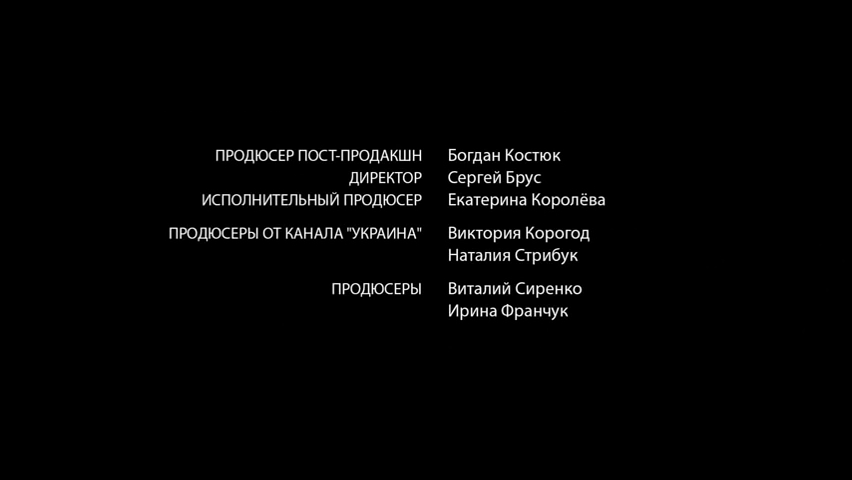 ПРОДЮСЕР ПОСТ-ПРОДАКШН Богдан Костюк
ДИРЕКТОР Сергей Брус
ИСПОЛНИТЕЛЬНЫЙ ПРОДЮСЕР Екатерина Королёва
ПРОДЮСЕРЫ ОТ КАНАЛА "УКРАИНА" Виктория Корогод
Наталия Стрибук
ПРОДЮСЕРЫ Виталий Сиренко
Ирина Франчук